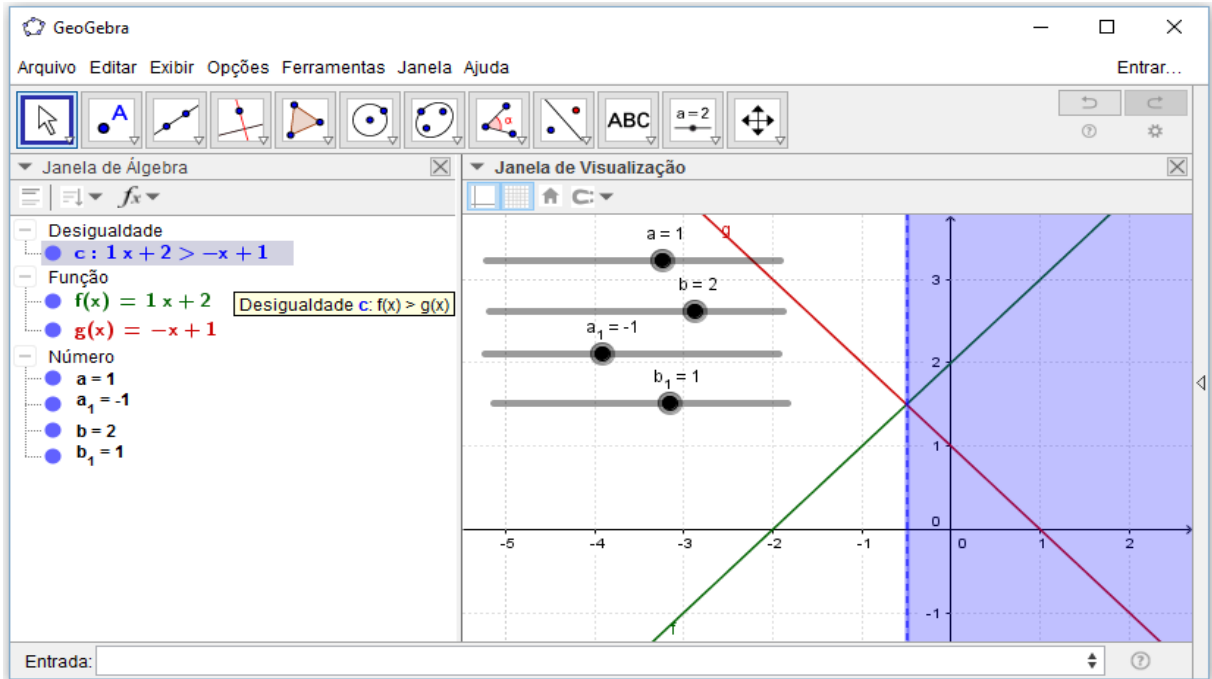 GeoGebra
Arquivo Editar Exibir Opções Ferramentas Janela Ajuda
Entrar...
A
α
ABC
a=2
Janela de Álgebra
fx
Desigualdade
c : 1 x + 2 > −x + 1
Função
f(x) = 1 x + 2
Desigualdade c: f(x) > g(x)
g(x) = −x + 1
Número
a = 1
a₁ = -1
b = 2
b₁ = 1
Janela de Visualização
a = 1
g
b = 2
a₁ = -1
b₁ = 1
3
2
1
0
-5 -4 -3 -2 -1 0 1 2
-1
f
Entrada: